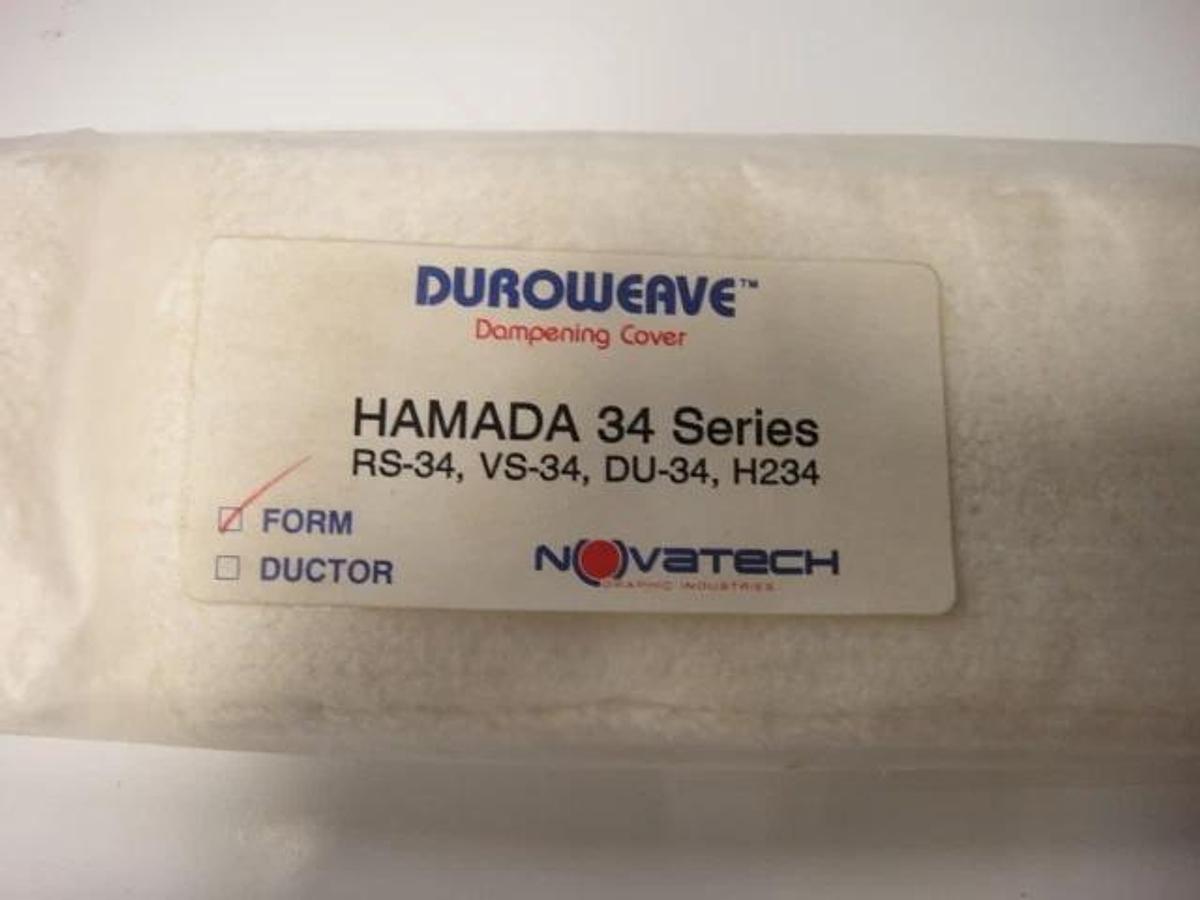 DUROWEAVE™
Dampening Cover
HAMADA 34 Series
RS-34, VS-34, DU-34, H234
FORM
DUCTOR
NOVATECH
GRAPHIC INDUSTRIES